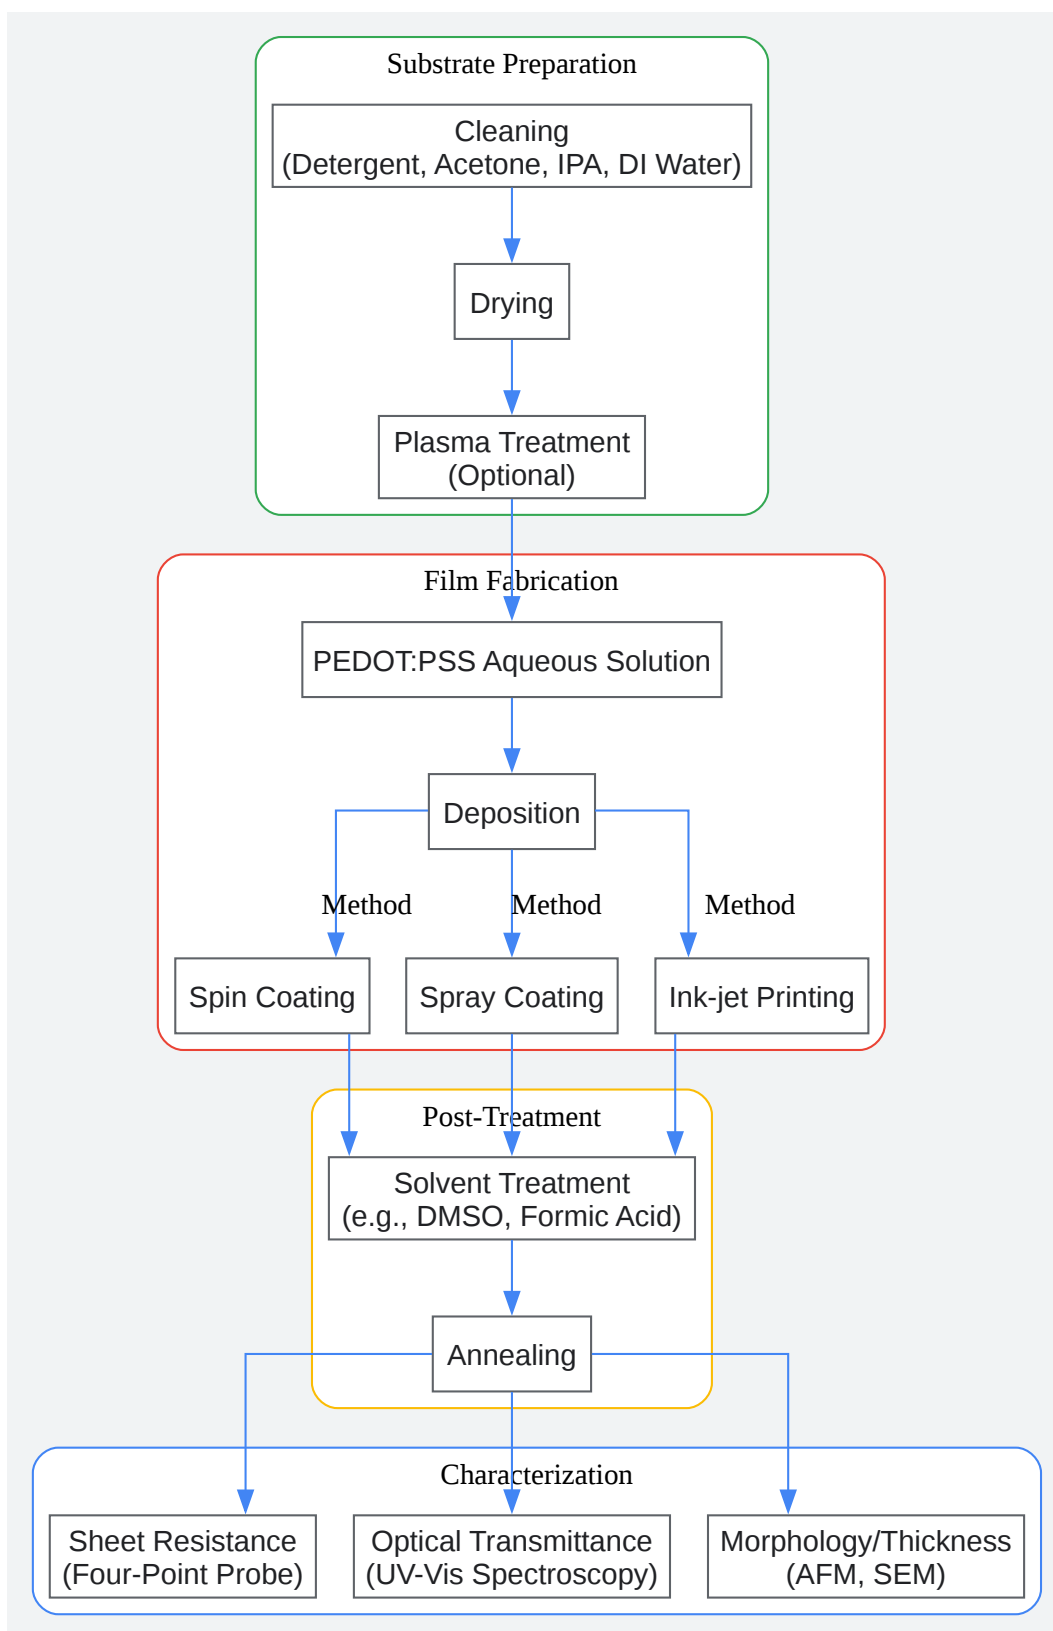 Substrate Preparation
Cleaning
(Detergent, Acetone, IPA, DI Water)
Drying
Plasma Treatment
(Optional)
Film Fabrication
PEDOT:PSS Aqueous Solution
Deposition
Method
Method
Method
Spin Coating
Spray Coating
Ink-jet Printing
Post-Treatment
Solvent Treatment
(e.g., DMSO, Formic Acid)
Annealing
Characterization
Sheet Resistance
(Four-Point Probe)
Optical Transmittance
(UV-Vis Spectroscopy)
Morphology/Thickness
(AFM, SEM)